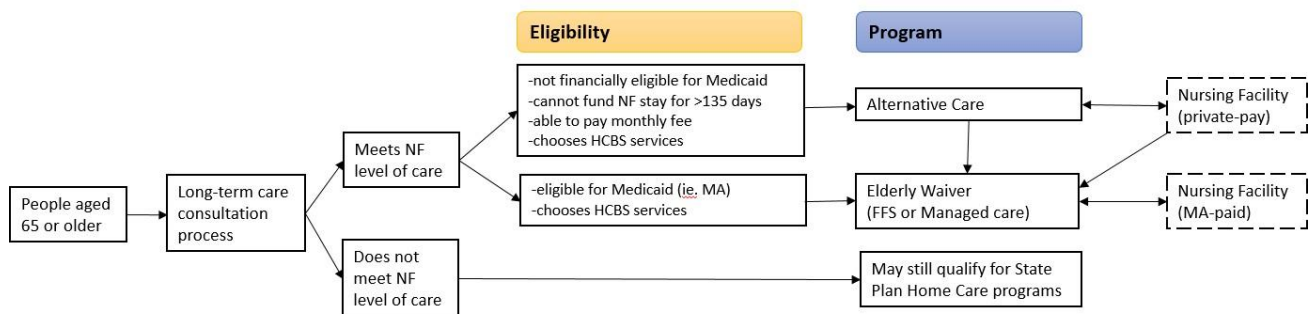 Eligibility
Program
People aged
65 or older
Long-term care
consultation
process
Meets NF
level of care
Does not
meet NF
level of care
-not financially eligible for Medicaid
-cannot fund NF stay for >135 days
-able to pay monthly fee
-chooses HCBS services
-eligible for Medicaid (ie. MA)
-chooses HCBS services
Alternative Care
Elderly Waiver
(FFS or Managed care)
May still qualify for State
Plan Home Care programs
Nursing Facility
(private-pay)
Nursing Facility
(MA-paid)